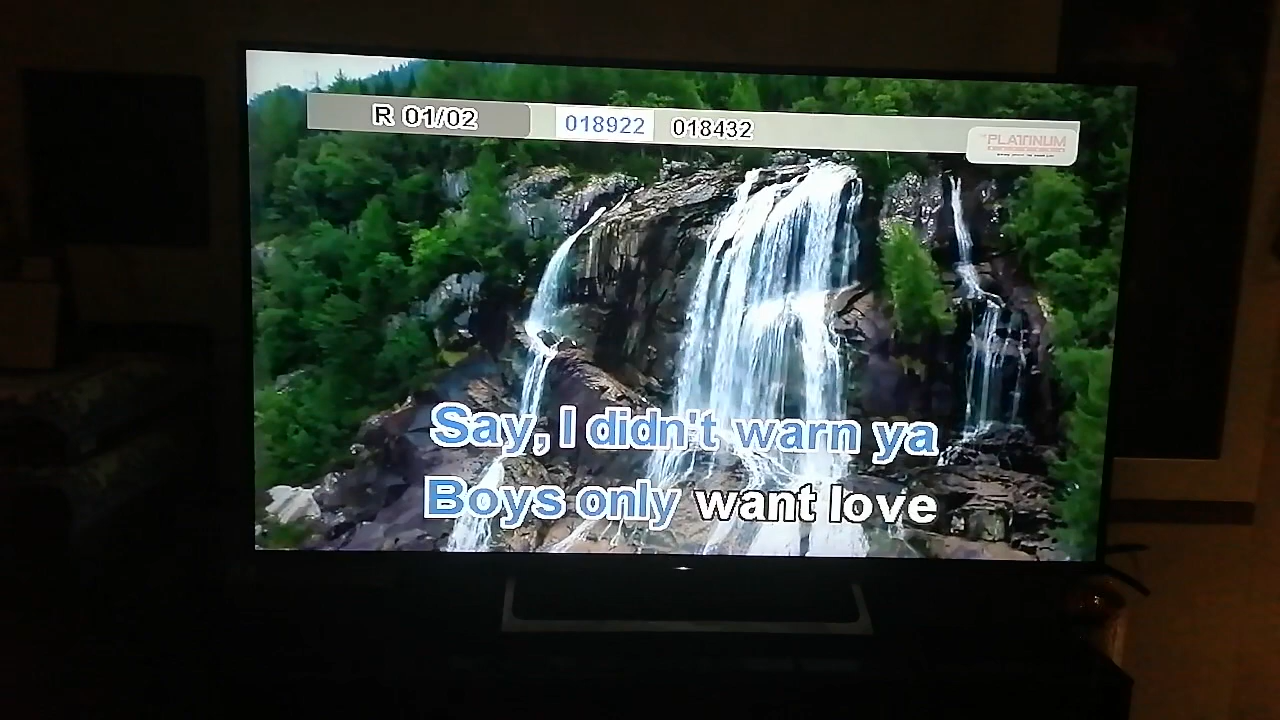 R 01/02 018922 018432
PLATINUM
Say, I didn't warn ya
Boys only want love